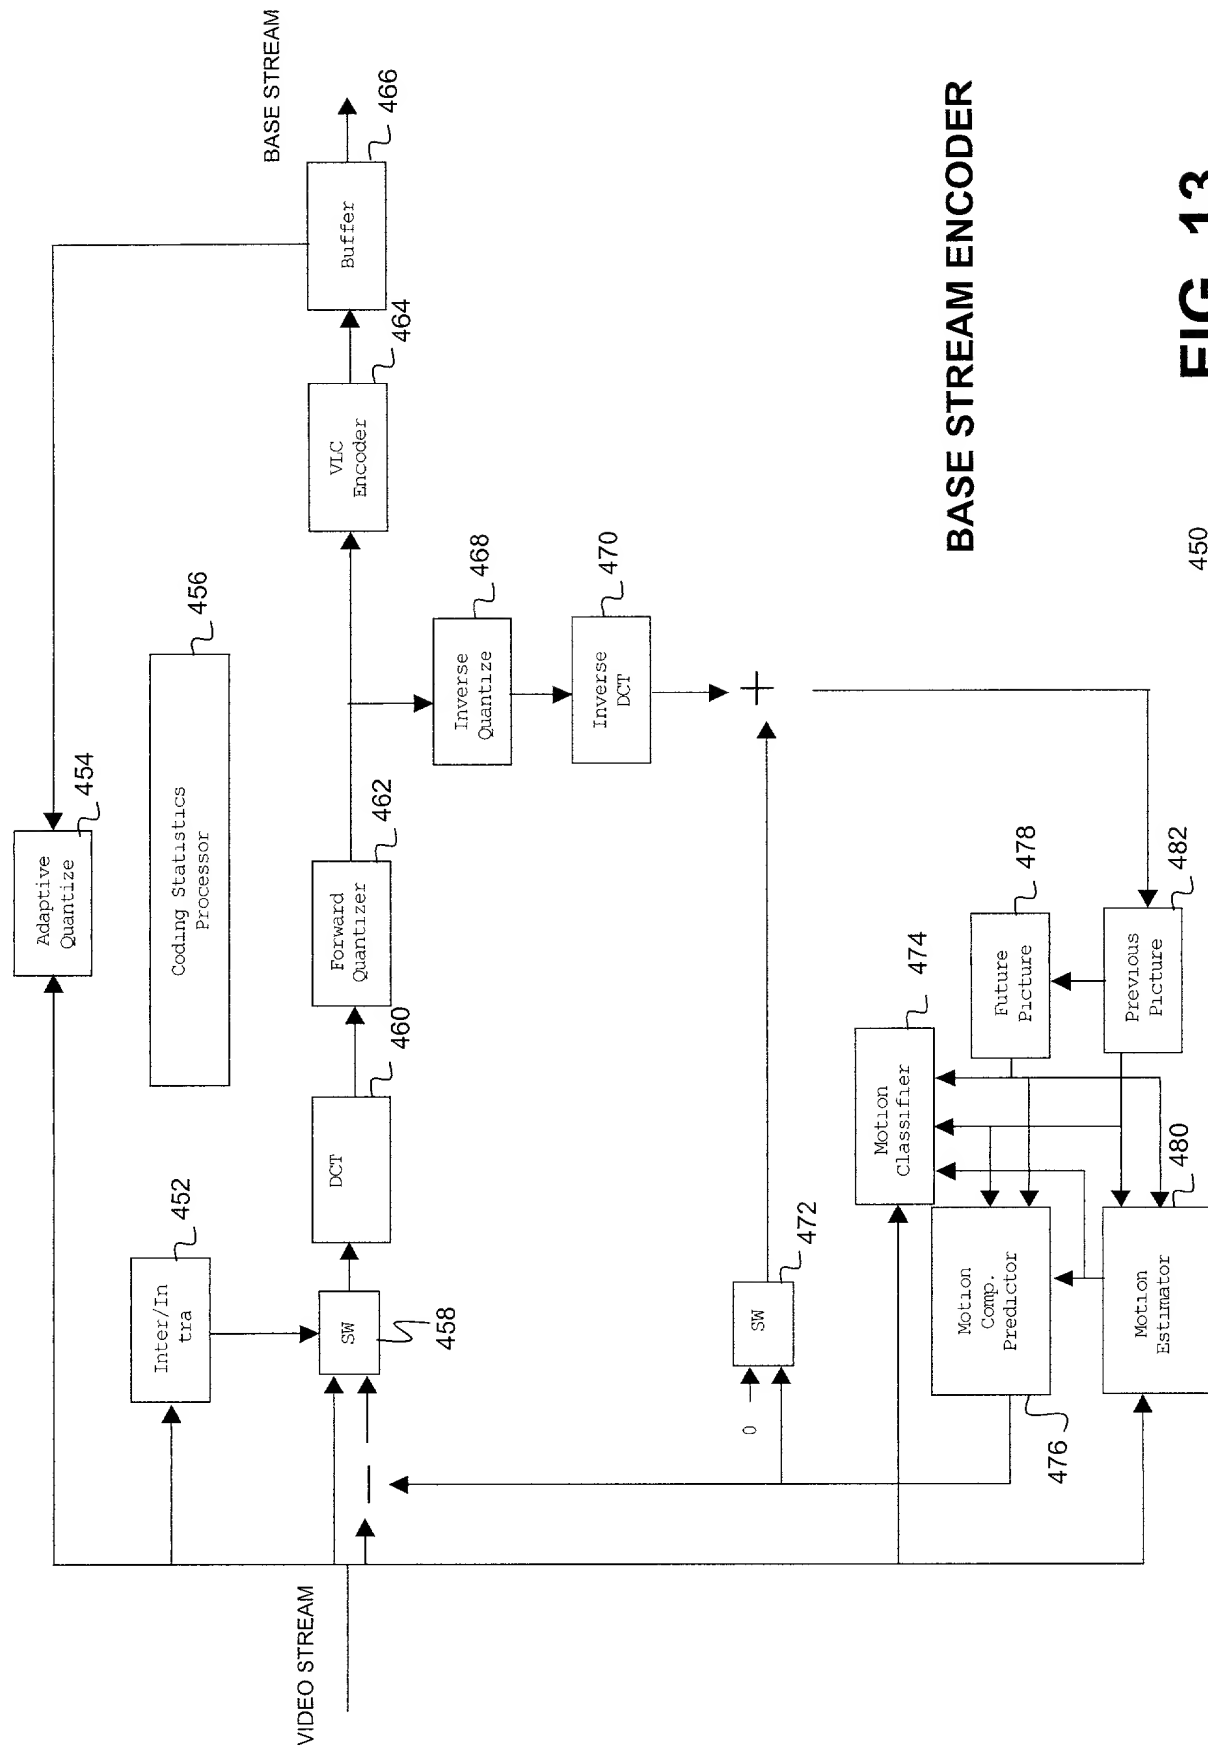 Adaptive
Quantize
454
Coding Statistics
Processor
456
BASE STREAM
Inter/In
tra
452
VIDEO STREAM
SW
458
DCT
460
Forward
Quantizer
462
VLC
Encoder
464
Buffer
466
Inverse
Quantize
468
Inverse
DCT
470
0
SW
472
Motion
Classifier
474
Motion
Comp.
Predictor
476
Future
Picture
478
Motion
Estimator
480
Previous
Picture
482
BASE STREAM ENCODER
450
FIG. 13